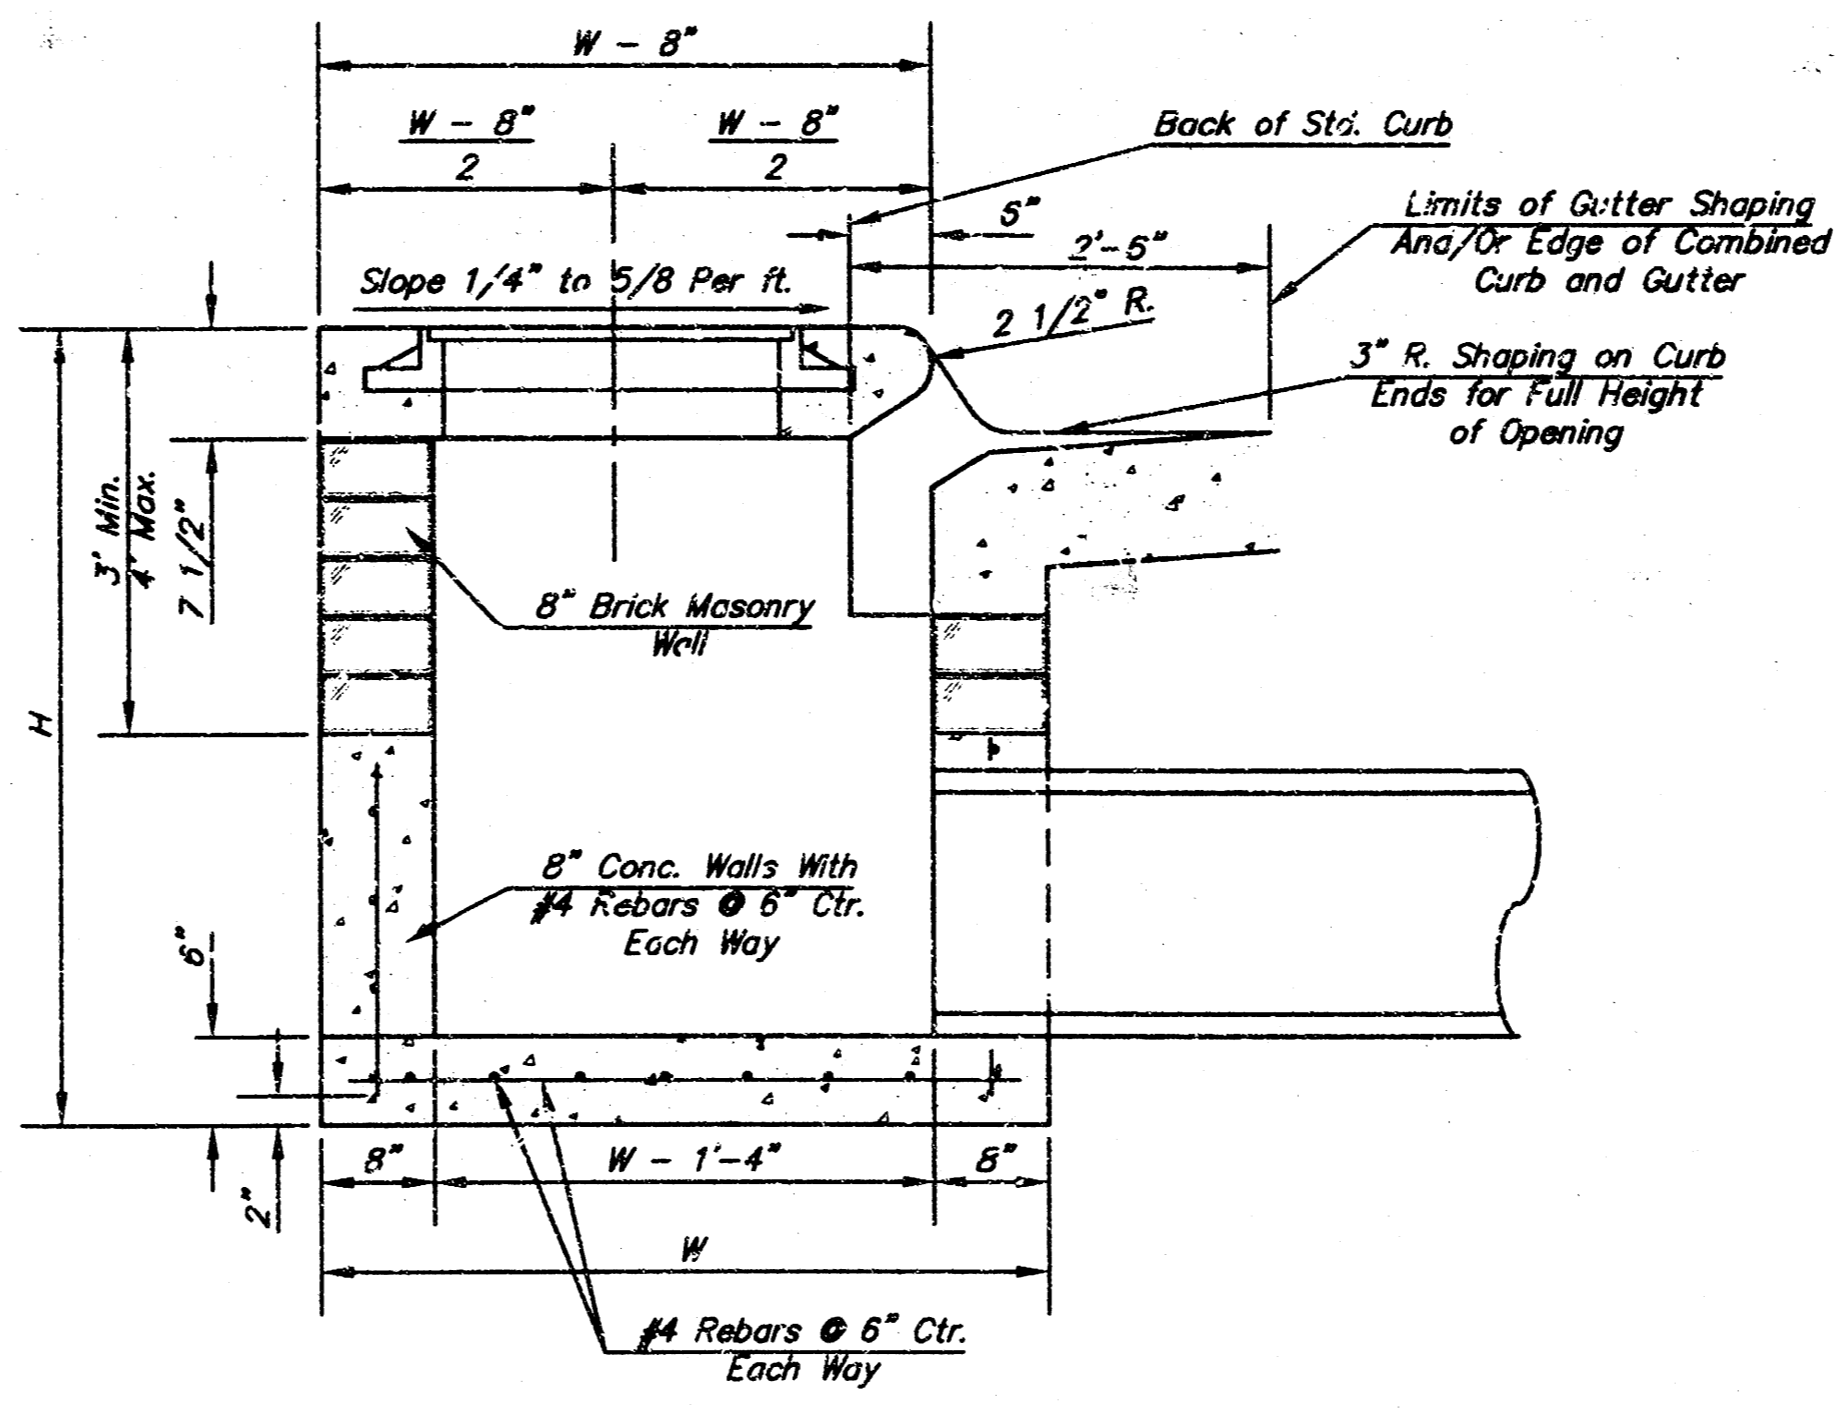 W - 8"
W - 8"
2
W - 8"
2
Back of Std. Curb
5"
2'-5"
Limits of Gutter Shaping
And/Or Edge of Combined
Curb and Gutter
Slope 1/4" to 5/8 Per ft.
2 1/2" R.
3" R. Shaping on Curb
Ends for Full Height
of Opening
3' Min.
4' Max.
7 1/2"
8" Brick Masonry
Wall
H
8" Conc. Walls With
#4 Rebars @ 6" Ctr.
Each Way
6"
2"
8"
W - 1'-4"
8"
W
#4 Rebars @ 6" Ctr.
Each Way